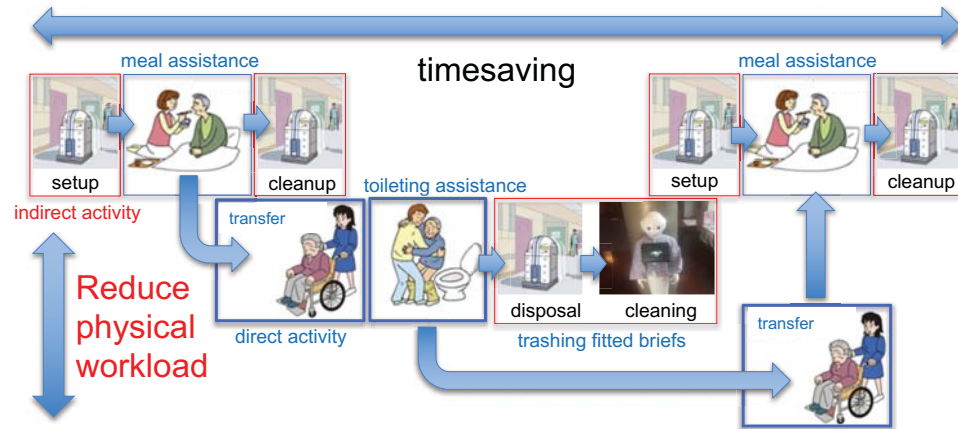 meal assistance
timesaving
meal assistance
setup
cleanup
setup
cleanup
indirect activity
toileting assistance
transfer
Reduce
physical
workload
disposal
cleaning
direct activity
trashing fitted briefs
transfer